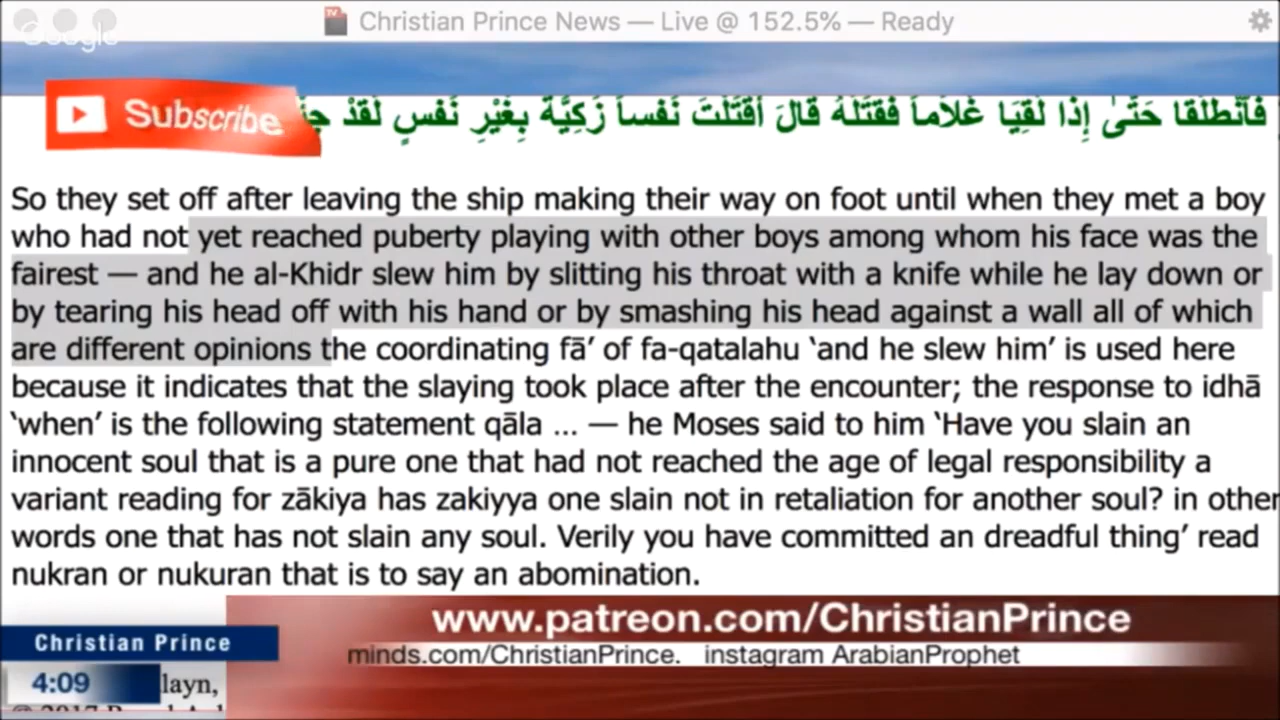 Christian Prince News — Live @ 152.5% — Ready
Google
Subscribe
فَٱنْطَلَقَا حَتَّىٰ إِذَا لَقِيَا غُلاَماً فَقَتَلَهُ قَالَ أَقَتَلْتَ نَفْساً زَكِيَّةً بِغَيْرِ نَفْسٍ لَّقَدْ
So they set off after leaving the ship making their way on foot until when they met a boy
who had not yet reached puberty playing with other boys among whom his face was the
fairest — and he al-Khidr slew him by slitting his throat with a knife while he lay down or
by tearing his head off with his hand or by smashing his head against a wall all of which
are different opinions the coordinating fā’ of fa-qatalahu ‘and he slew him’ is used here
because it indicates that the slaying took place after the encounter; the response to idhā
‘when’ is the following statement qāla ... — he Moses said to him ‘Have you slain an
innocent soul that is a pure one that had not reached the age of legal responsibility a
variant reading for zākiya has zakiyya one slain not in retaliation for another soul? in other
words one that has not slain any soul. Verily you have committed an dreadful thing’ read
nukran or nukuran that is to say an abomination.
www.patreon.com/ChristianPrince
Christian Prince
minds.com/ChristianPrince. instagram ArabianProphet
4:09
layn,